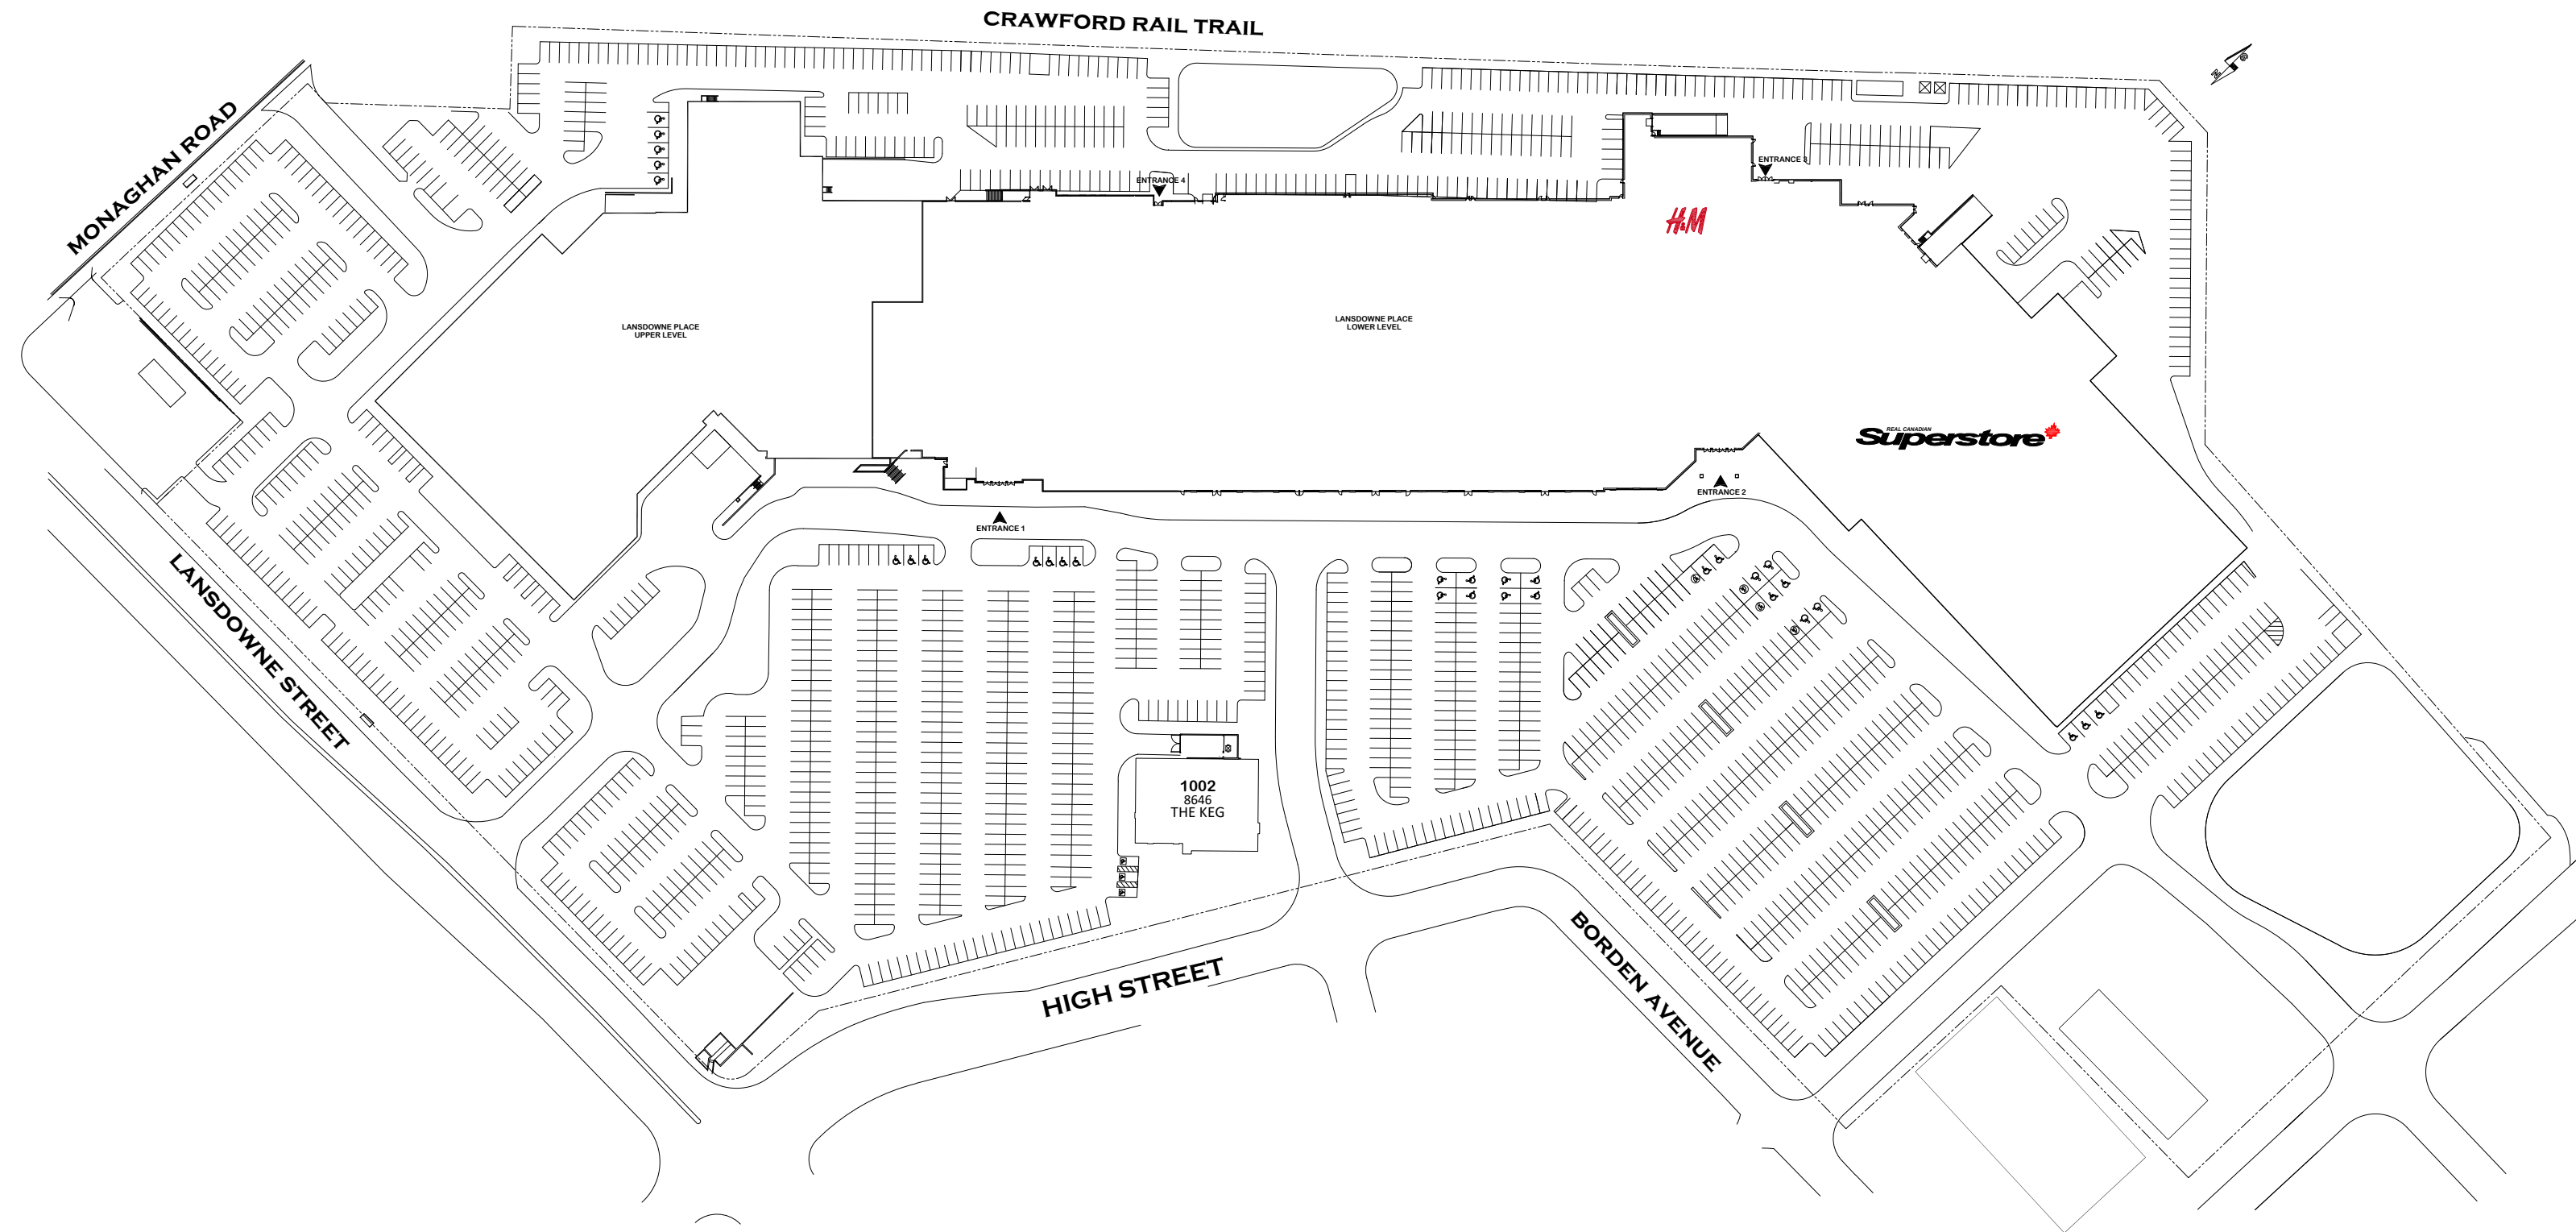 CRAWFORD RAIL TRAIL
N
S
MONAGHAN ROAD
ENTRANCE 3
ENTRANCE 4
H&M
LANSDOWNE PLACE
UPPER LEVEL
LANSDOWNE PLACE
LOWER LEVEL
REAL CANADIAN
Superstore
ENTRANCE 2
ENTRANCE 1
LANSDOWNE STREET
1002
8646
THE KEG
HIGH STREET
BORDEN AVENUE